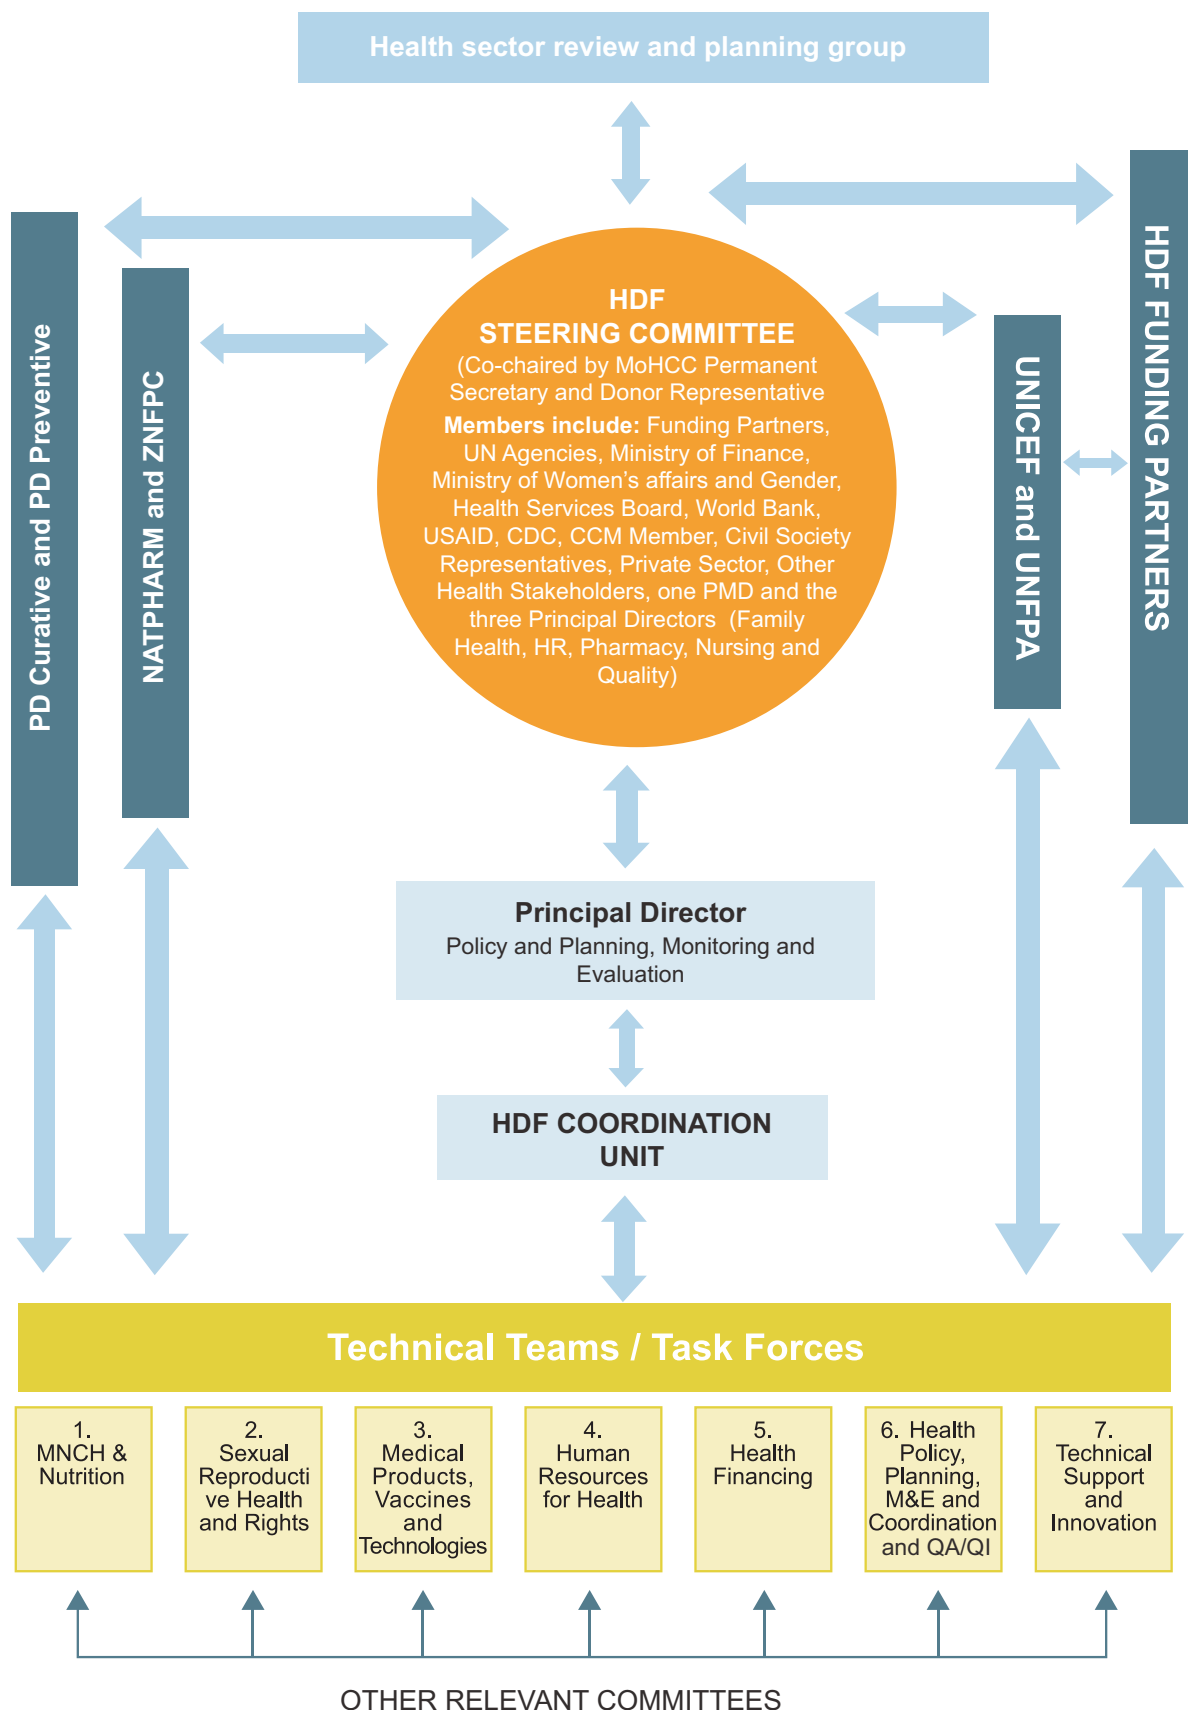 Health sector review and planning group
PD Curative and PD Preventive
NATPHARM and ZNFPC
HDF
STEERING COMMITTEE
(Co-chaired by MoHCC Permanent
Secretary and Donor Representative
Members include: Funding Partners,
UN Agencies, Ministry of Finance,
Ministry of Women’s affairs and Gender,
Health Services Board, World Bank,
USAID, CDC, CCM Member, Civil Society
Representatives, Private Sector, Other
Health Stakeholders, one PMD and the
three Principal Directors (Family
Health, HR, Pharmacy, Nursing and
Quality)
UNICEF and UNFPA
HDF FUNDING PARTNERS
Principal Director
Policy and Planning, Monitoring and
Evaluation
HDF COORDINATION
UNIT
Technical Teams / Task Forces
1.
MNCH &
Nutrition
2.
Sexual
Reproducti
ve Health
and Rights
3.
Medical
Products,
Vaccines
and
Technologies
4.
Human
Resources
for Health
5.
Health
Financing
6. Health
Policy,
Planning,
M&E and
Coordination
and QA/QI
7.
Technical
Support
and
Innovation
OTHER RELEVANT COMMITTEES